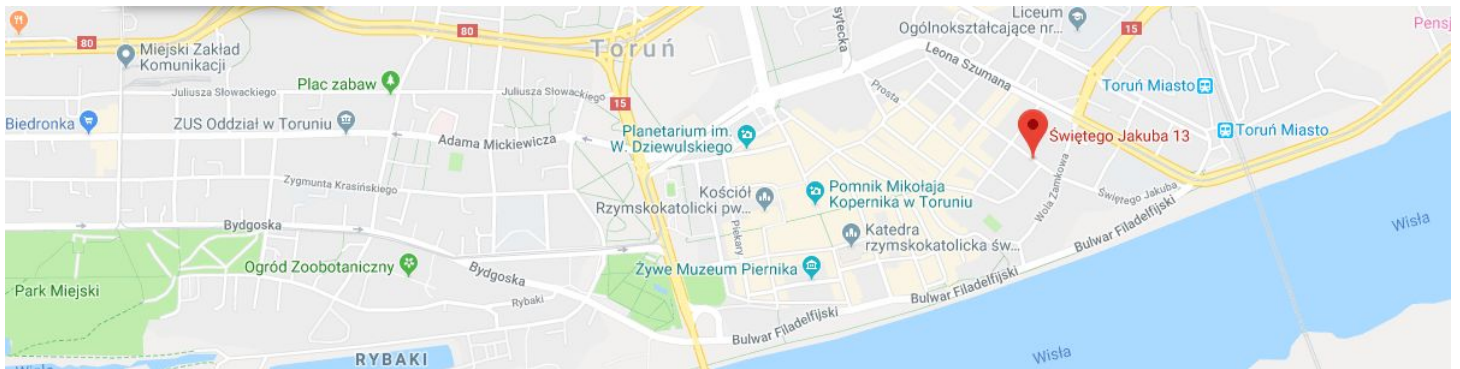 sytecka
Liceum
Ogólnokształcące nr...
Pensj
80
80
15
Miejski Zakład
Komunikacji
Toruń
Leona Szumana
Plac zabaw
Juliusza Słowackiego
Juliusza Słowackiego
Prosta
Toruń Miasto
15
Biedronka
ZUS Oddział w Toruniu
Adama Mickiewicza
Planetarium im.
W. Dziewulskiego
Świętego Jakuba 13
Toruń Miasto
Zygmunta Krasińskiego
Kościół
Rzymskokatolicki pw...
Pomnik Mikołaja
Kopernika w Toruniu
Wola Zamkowa
Świętego Jakuba
Bydgoska
Piekary
Katedra
rzymskokatolicka św...
Bulwar Filadelfijski
Wisła
Ogród Zoobotaniczny
Bydgoska
Żywe Muzeum Piernika
Park Miejski
Rybaki
Bulwar Filadelfijski
Bulwar Filadelfijski
RYBAKI
Wisła